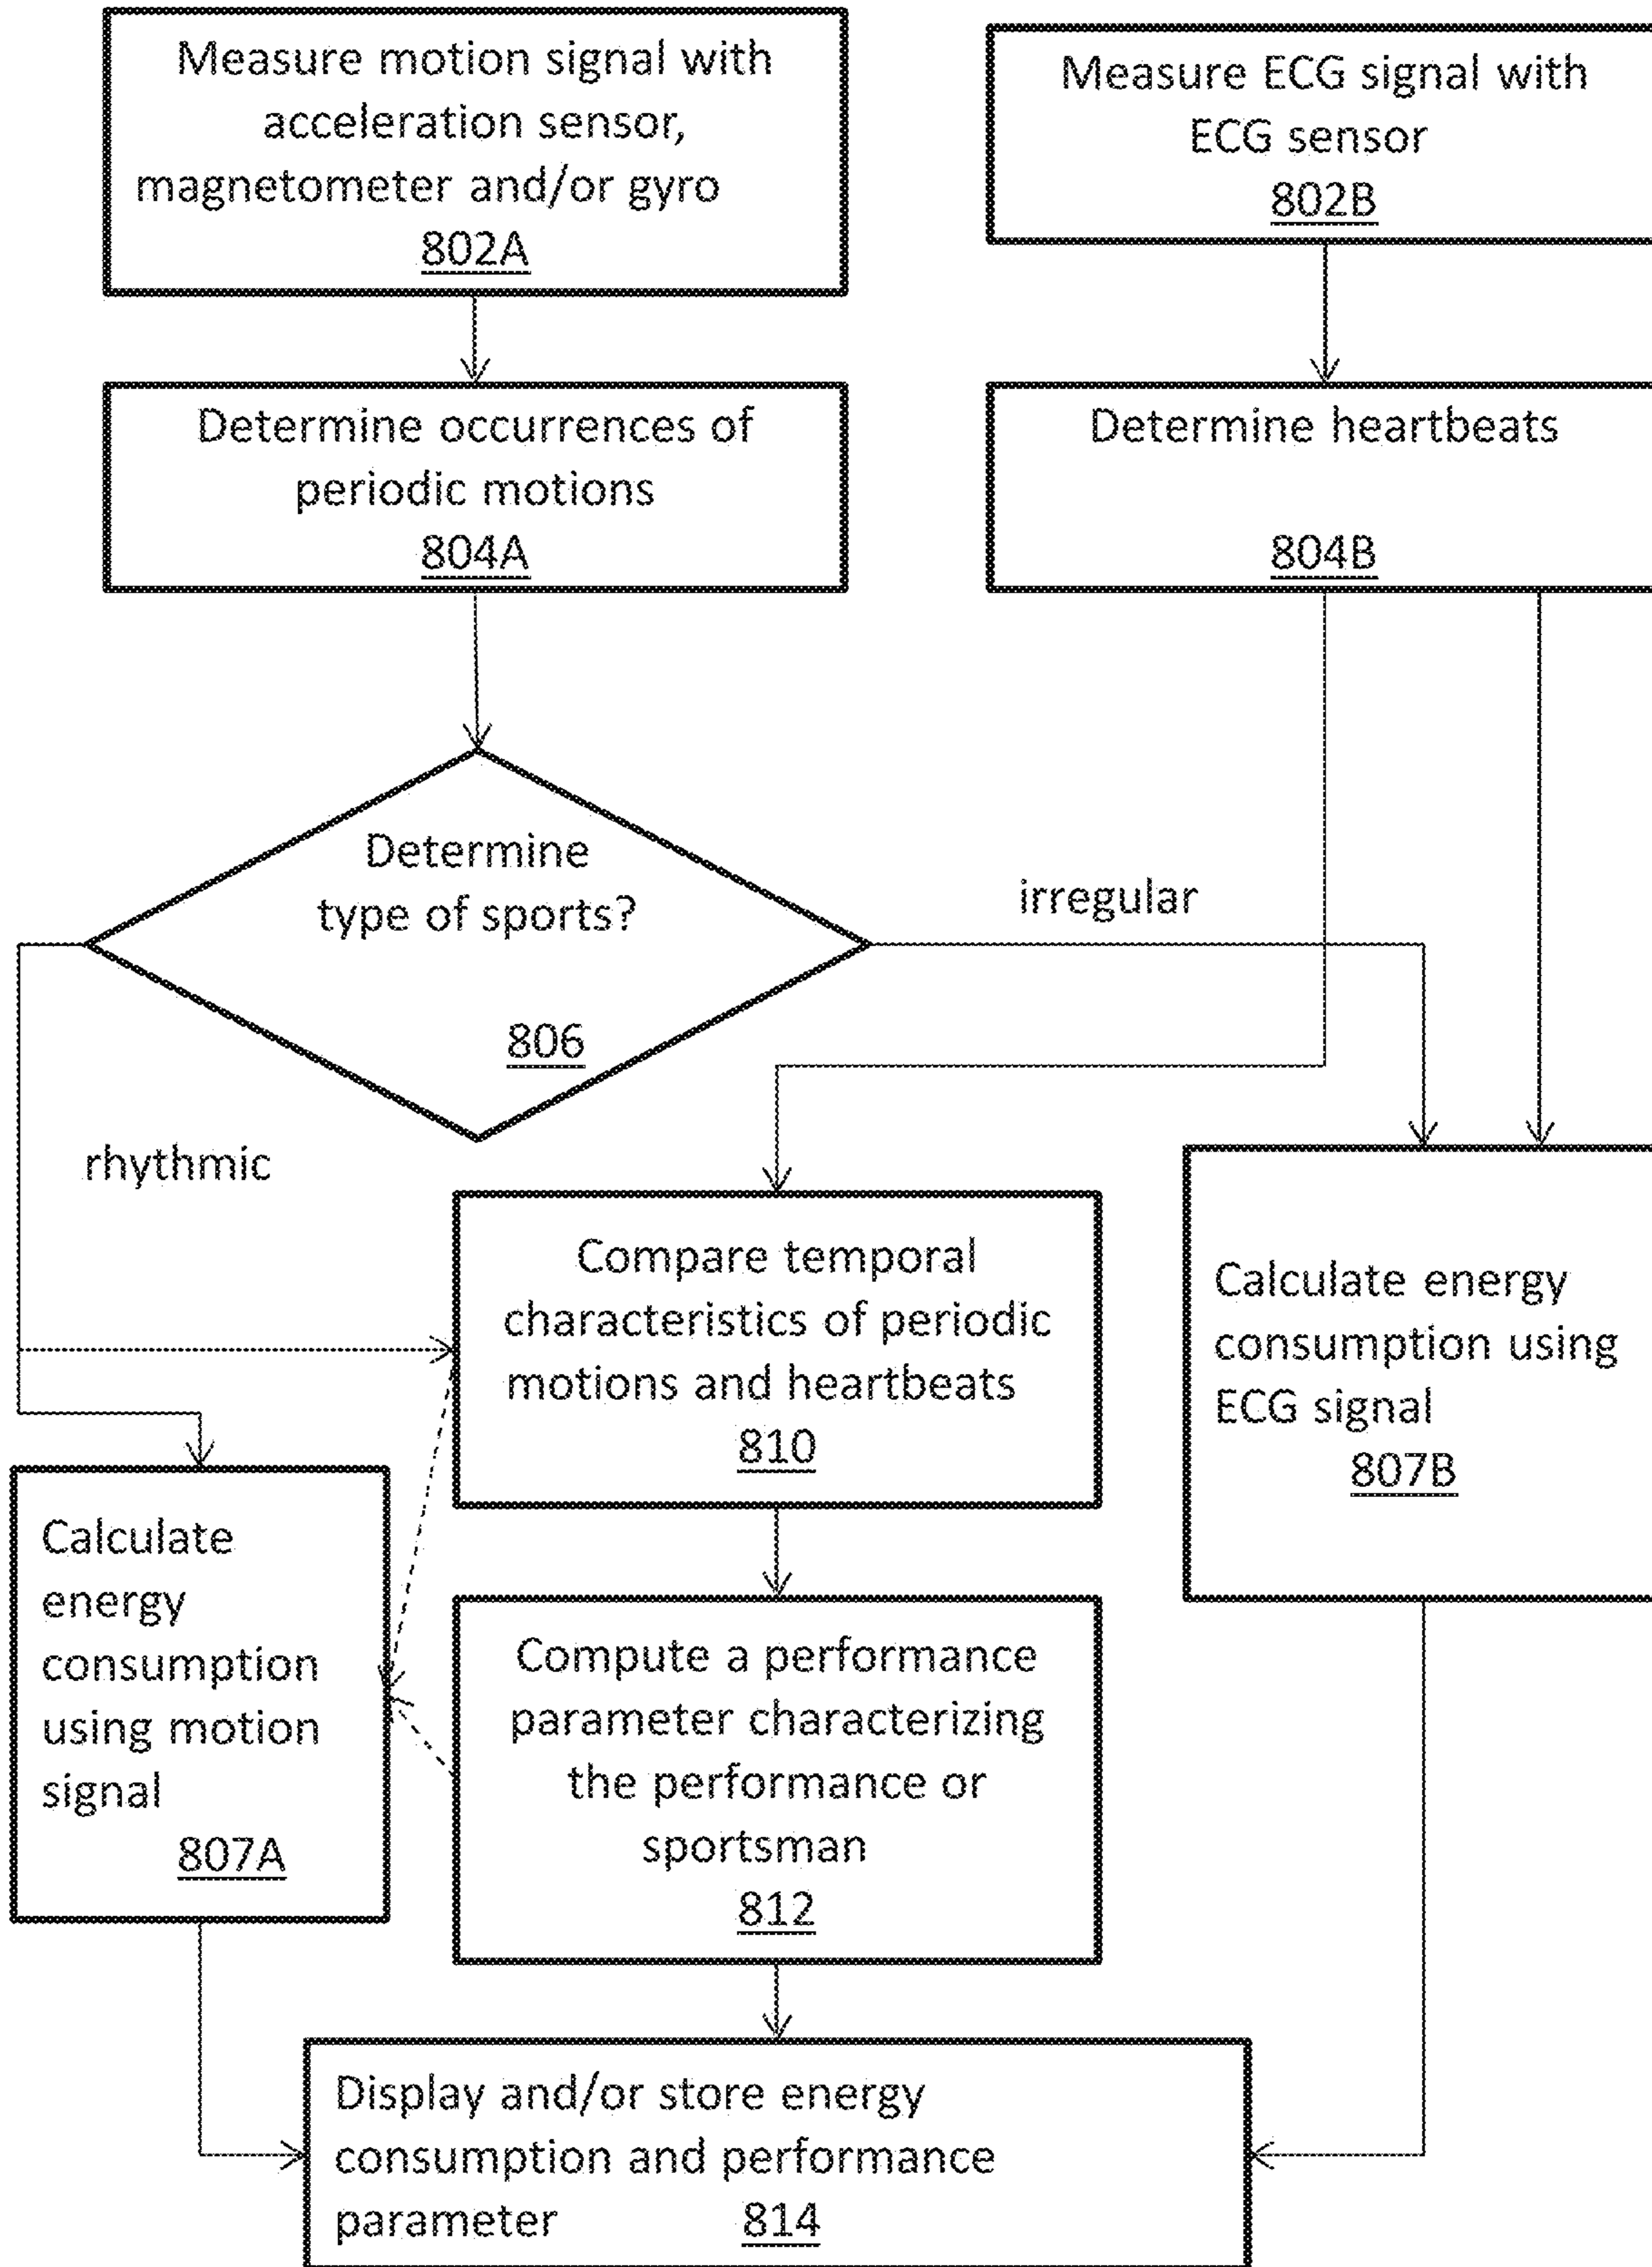 Measure motion signal with
acceleration sensor,
magnetometer and/or gyro
802A
Measure ECG signal with
ECG sensor
802B
Determine occurrences of
periodic motions
804A
Determine heartbeats
804B
Determine
type of sports?
806
irregular
rhythmic
Compare temporal
characteristics of periodic
motions and heartbeats
810
Calculate energy
consumption using
ECG signal
807B
Calculate
energy
consumption
using motion
signal
807A
Compute a performance
parameter characterizing
the performance or
sportsman
812
Display and/or store energy
consumption and performance
parameter 814